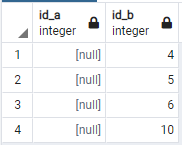 id_a id_b
integer integer
1 [null] 4
2 [null] 5
3 [null] 6
4 [null] 10